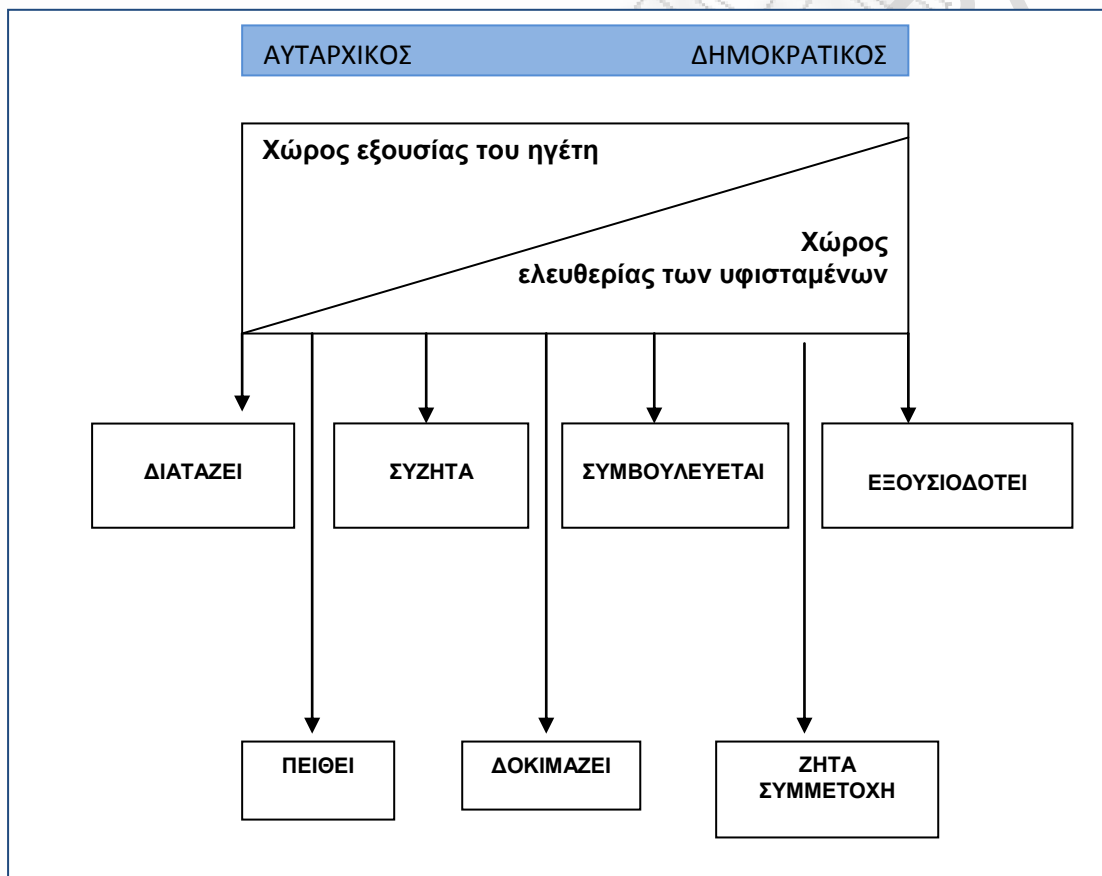 ΑΥΤΑΡΧΙΚΟΣ ΔΗΜΟΚΡΑΤΙΚΟΣ
Χώρος εξουσίας του ηγέτη
Χώρος
ελευθερίας των υφισταμένων
ΔΙΑΤΑΖΕΙ
ΣΥΖΗΤΑ
ΣΥΜΒΟΥΛΕΥΕΤΑΙ
ΕΞΟΥΣΙΟΔΟΤΕΙ
ΠΕΙΘΕΙ
ΔΟΚΙΜΑΖΕΙ
ΖΗΤΑ
ΣΥΜΜΕΤΟΧΗ